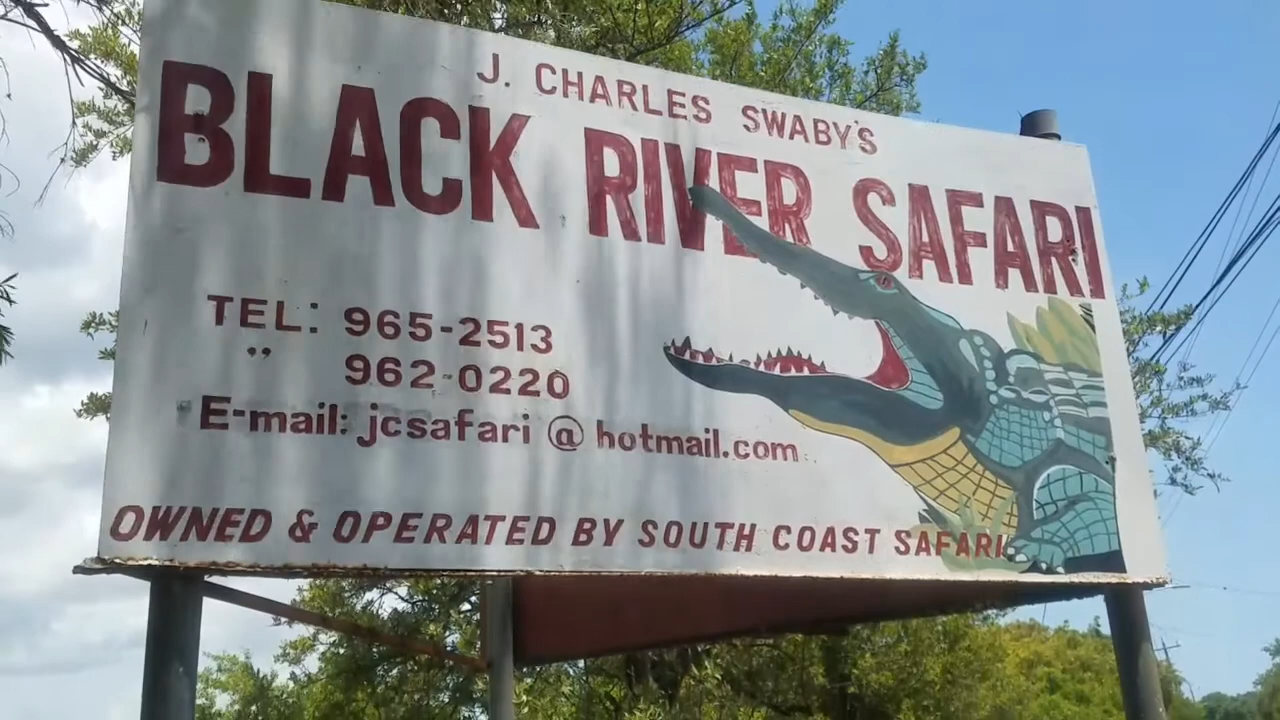 J. CHARLES SWABY'S
BLACK RIVER SAFARI
TEL: 965-2513
" 962-0220
E-mail: jcsafari @ hotmail.com
OWNED & OPERATED BY SOUTH COAST SAFARI